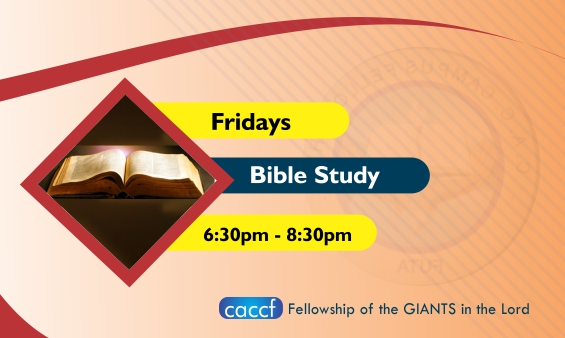 Fridays
Bible Study
6:30pm - 8:30pm
caccf Fellowship of the GIANTS in the Lord